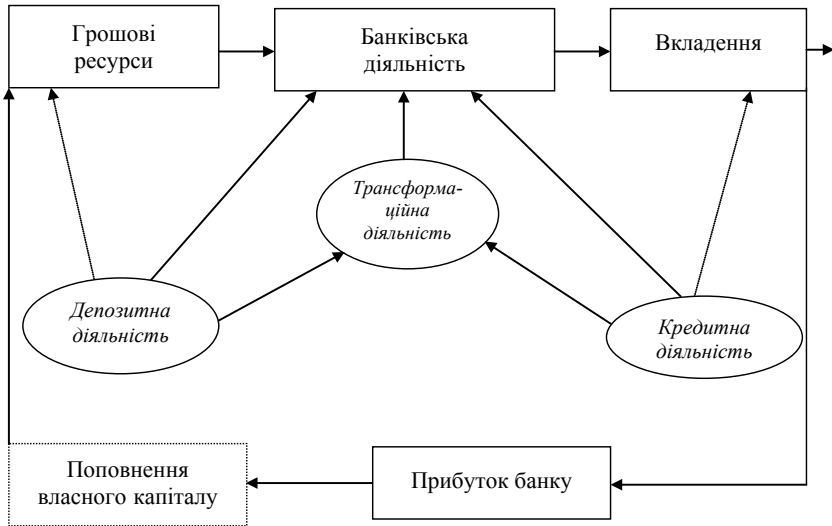 Грошові
ресурси
Банківська
діяльність
Вкладення
Трансформа-
ційна
діяльність
Депозитна
діяльність
Кредитна
діяльність
Поповнення
власного капіталу
Прибуток банку